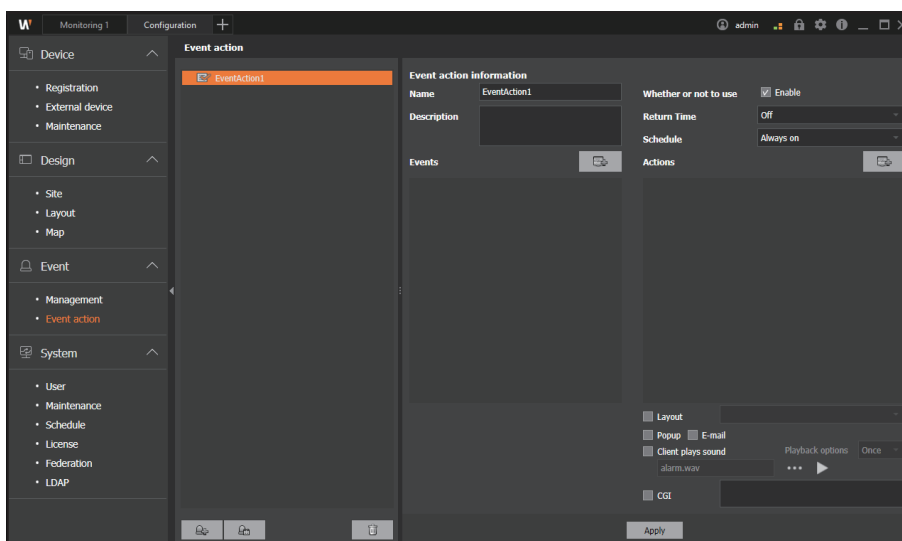 Monitoring 1 Configuration admin
Device
Registration
External device
Maintenance
Design
Site
Layout
Map
Event
Management
Event action
System
User
Maintenance
Schedule
License
Federation
LDAP
Event action
EventAction1
Event action information
Name EventAction1
Description
Events
Whether or not to use Enable
Return Time Off
Schedule Always on
Actions
Layout
Popup E-mail
Client plays sound Playback options Once
alarm.wav
CGI
Apply